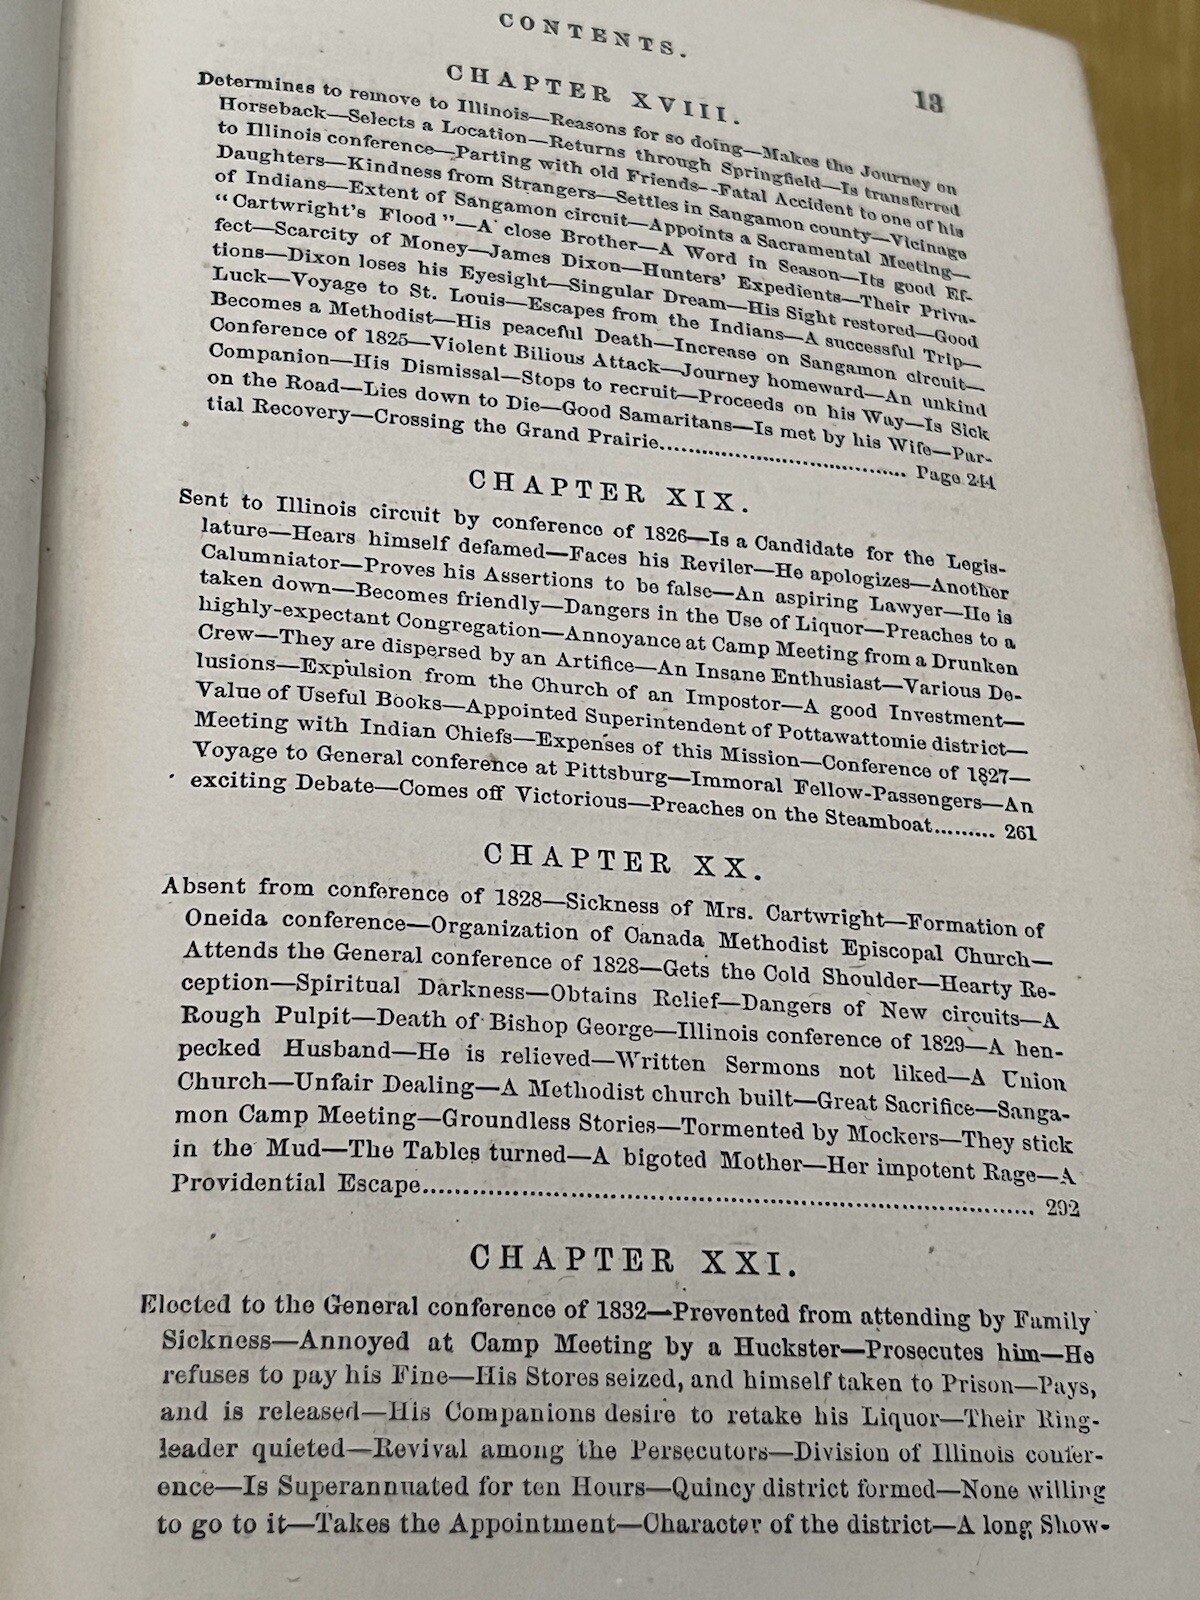 CONTENTS.
13
CHAPTER XVIII.
Determines to remove to Illinois—Reasons for so doing—Makes the Journey on
Horseback—Selects a Location—Returns through Springfield—Is transferred
to Illinois conference—Parting with old Friends--Fatal Accident to one of his
Daughters—Kindness from Strangers—Settles in Sangamon county—Vicinage
of Indians—Extent of Sangamon circuit—Appoints a Sacramental Meeting—
“Cartwright's Flood”—A close Brother—A Word in Season—Its good Ef-
fect—Scarcity of Money—James Dixon—Hunters' Expedients—Their Priva-
tions—Dixon loses his Eyesight—Singular Dream—His Sight restored—Good
Luck—Voyage to St. Louis—Escapes from the Indians—A successful Trip—
Becomes a Methodist—His peaceful Death—Increase on Sangamon circuit—
Conference of 1825—Violent Bilious Attack—Journey homeward—An unkind
Companion—His Dismissal—Stops to recruit—Proceeds on his Way—Is Sick
on the Road—Lies down to Die—Good Samaritans—Is met by his Wife—Par-
tial Recovery—Crossing the Grand Prairie................................... Page 244
CHAPTER XIX.
Sent to Illinois circuit by conference of 1826—Is a Candidate for the Legis-
lature—Hears himself defamed—Faces his Reviler—He apologizes—Another
Calumniator—Proves his Assertions to be false—An aspiring Lawyer—He is
taken down—Becomes friendly—Dangers in the Use of Liquor—Preaches to a
highly-expectant Congregation—Annoyance at Camp Meeting from a Drunken
Crew—They are dispersed by an Artifice—An Insane Enthusiast—Various De-
lusions—Expulsion from the Church of an Impostor—A good Investment—
Value of Useful Books—Appointed Superintendent of Pottawattomie district—
Meeting with Indian Chiefs—Expenses of this Mission—Conference of 1827—
Voyage to General conference at Pittsburg—Immoral Fellow-Passengers—An
exciting Debate—Comes off Victorious—Preaches on the Steamboat......... 261
CHAPTER XX.
Absent from conference of 1828—Sickness of Mrs. Cartwright—Formation of
Oneida conference—Organization of Canada Methodist Episcopal Church—
Attends the General conference of 1828—Gets the Cold Shoulder—Hearty Re-
ception—Spiritual Darkness—Obtains Relief—Dangers of New circuits—A
Rough Pulpit—Death of Bishop George—Illinois conference of 1829—A hen-
pecked Husband—He is relieved—Written Sermons not liked—A Union
Church—Unfair Dealing—A Methodist church built—Great Sacrifice—Sanga-
mon Camp Meeting—Groundless Stories—Tormented by Mockers—They stick
in the Mud—The Tables turned—A bigoted Mother—Her impotent Rage—A
Providential Escape........................................................................................ 292
CHAPTER XXI.
Elected to the General conference of 1832—Prevented from attending by Family
Sickness—Annoyed at Camp Meeting by a Huckster—Prosecutes him—He
refuses to pay his Fine—His Stores seized, and himself taken to Prison—Pays,
and is released—His Companions desire to retake his Liquor—Their Ring-
leader quieted—Revival among the Persecutors—Division of Illinois confer-
ence—Is Superannuated for ten Hours—Quincy district formed—None willing
to go to it—Takes the Appointment—Character of the district—A long Show-